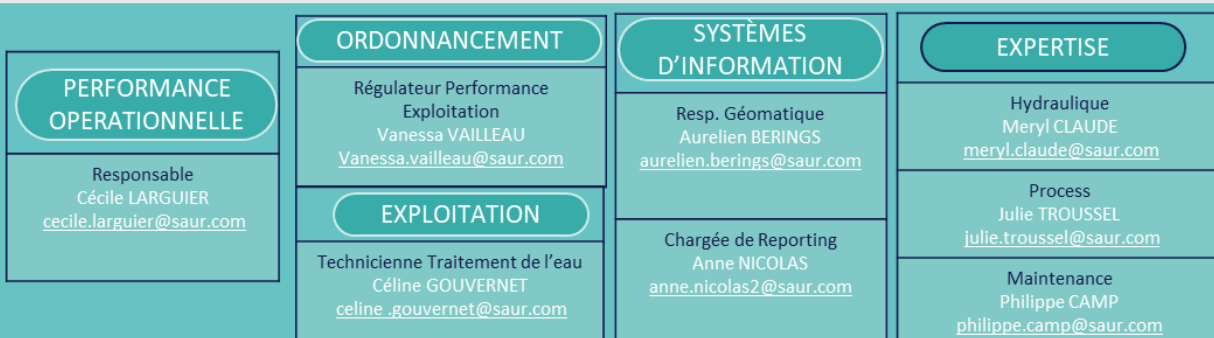 PERFORMANCE
OPERATIONNELLE
Responsable
Cécile LARGUIER
cecile.larguier@saur.com
ORDONNANCEMENT
Régulateur Performance
Exploitation
Vanessa VAILLEAU
Vanessa.vailleau@saur.com
EXPLOITATION
Technicienne Traitement de l’eau
Céline GOUVERNET
celine .gouvernet@saur.com
SYSTÈMES
D’INFORMATION
Resp. Géomatique
Aurelien BERINGS
aurelien.berings@saur.com
Chargée de Reporting
Anne NICOLAS
anne.nicolas2@saur.com
EXPERTISE
Hydraulique
Meryl CLAUDE
meryl.claude@saur.com
Process
Julie TROUSSEL
julie.troussel@saur.com
Maintenance
Philippe CAMP
philippe.camp@saur.com